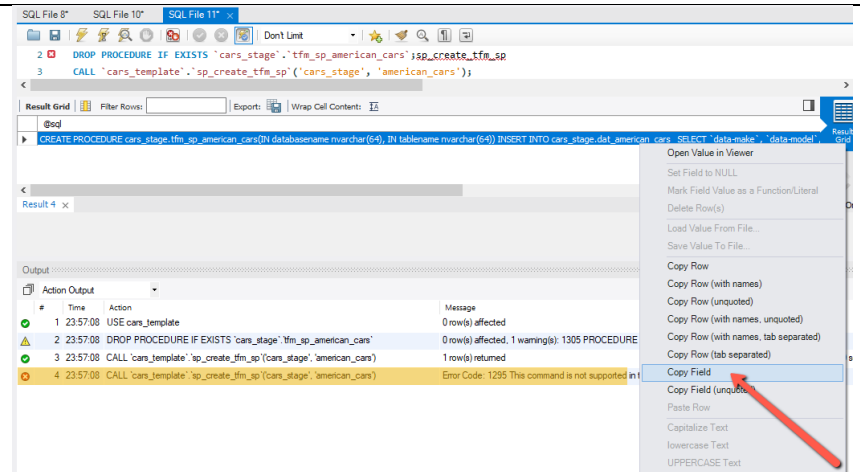 SQL File 8* SQL File 10* SQL File 11* ×
Don't Limit
2 DROP PROCEDURE IF EXISTS `cars_stage`.`tfm_sp_american_cars`;sp_create_tfm_sp
3 CALL `cars_template`.`sp_create_tfm_sp`('cars_stage', 'american_cars');
Result Grid Filter Rows: Export: Wrap Cell Content: IA
Result
Grid
@sql
CREATE PROCEDURE cars_stage.tfm_sp_american_cars(IN databasename nvarchar(64), IN tablename nvarchar(64)) INSERT INTO cars_stage.dat_american_cars SELECT `data-make`, `data-model`,
Open Value in Viewer
Set Field to NULL
Mark Field Value as a Function/Literal
Delete Row(s)
Load Value From File...
Save Value To File...
Copy Row
Copy Row (with names)
Copy Row (unquoted)
Copy Row (with names, unquoted)
Copy Row (with names, tab separated)
Copy Row (tab separated)
Copy Field
Copy Field (unquoted)
Paste Row
Capitalize Text
lowercase Text
UPPERCASE Text
Result 4 ×
Output
Action Output
# Time Action Message
1 23:57:08 USE cars_template 0 row(s) affected
2 23:57:08 DROP PROCEDURE IF EXISTS `cars_stage`.`tfm_sp_american_cars` 0 row(s) affected, 1 warning(s): 1305 PROCEDURE
3 23:57:08 CALL `cars_template`.`sp_create_tfm_sp`('cars_stage', 'american_cars') 1 row(s) returned
4 23:57:08 CALL `cars_template`.`sp_create_tfm_sp`('cars_stage', 'american_cars') Error Code: 1295 This command is not supported in t